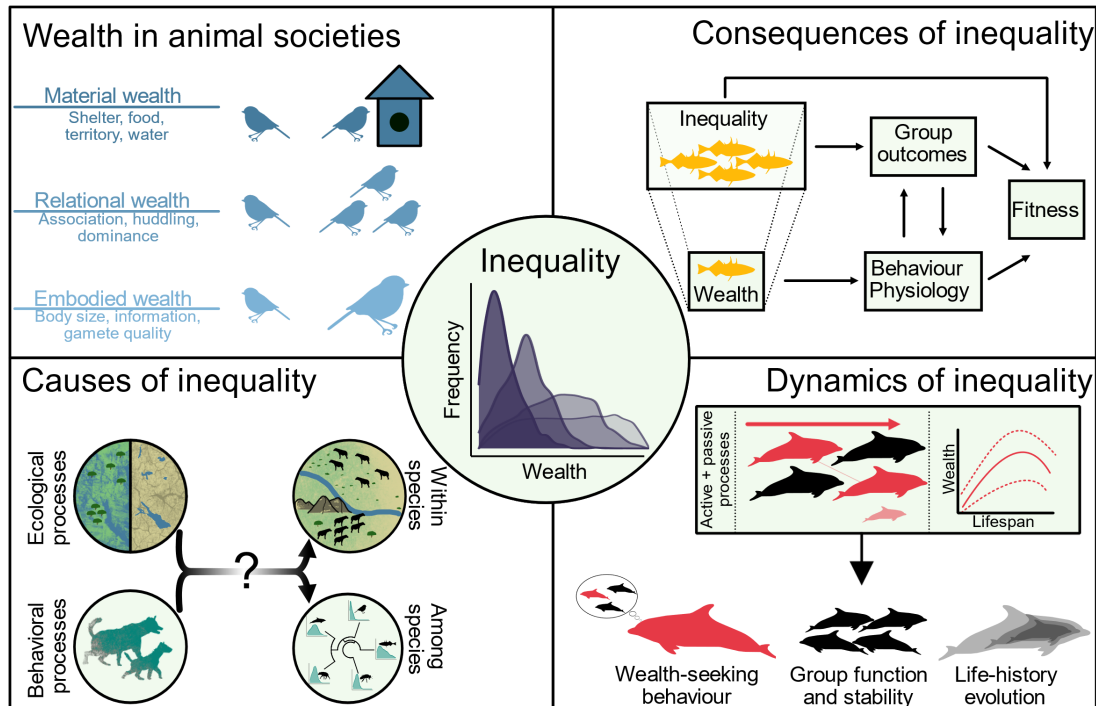 Wealth in animal societies
Material wealth
Shelter, food,
territory, water
Relational wealth
Association, huddling,
dominance
Embodied wealth
Body size, information,
gamete quality
Consequences of inequality
Inequality
Wealth
Group
outcomes
Behaviour
Physiology
Fitness
Inequality
Frequency
Wealth
Causes of inequality
Ecological
processes
Behavioral
processes
?
Within
species
Among
species
Dynamics of inequality
Active + passive
processes
Wealth
Lifespan
Wealth-seeking
behaviour
Group function
and stability
Life-history
evolution